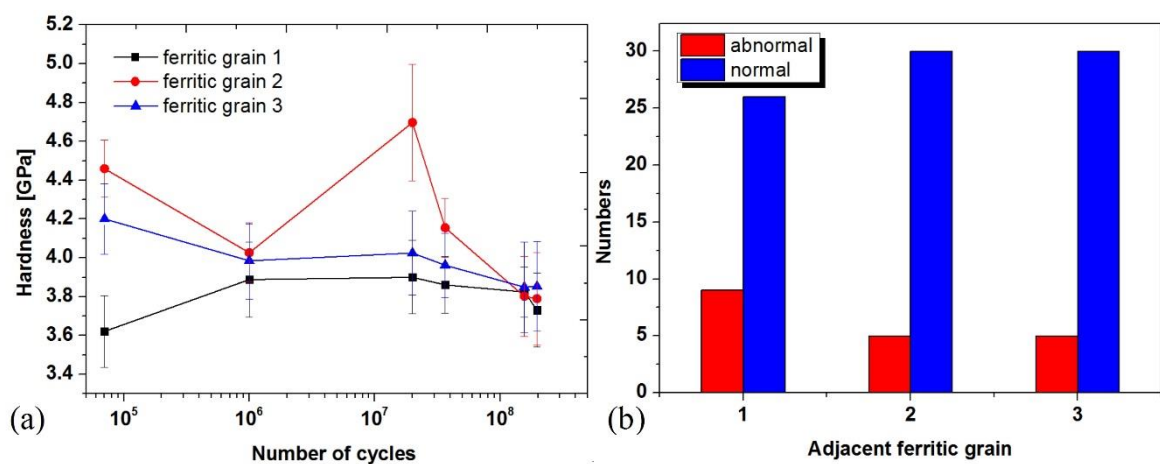 5.2
5.0
4.8
4.6
4.4
4.2
4.0
3.8
3.6
3.4
Hardness [GPa]
ferritic grain 1
ferritic grain 2
ferritic grain 3
10^5 10^6 10^7 10^8
Number of cycles
(a)
30
25
20
15
10
5
0
Numbers
abnormal
normal
1 2 3
Adjacent ferritic grain
(b)